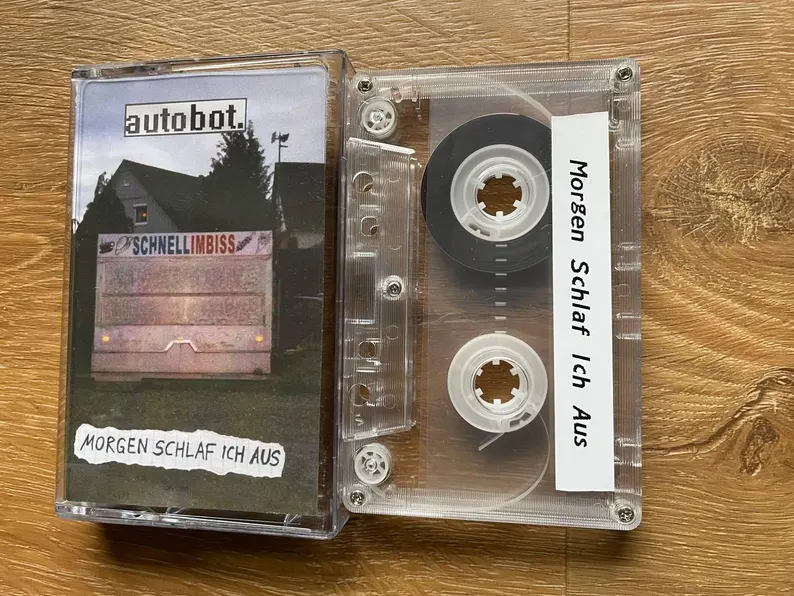 autobot.
SCHNELLIMBISS
MORGEN SCHLAF ICH AUS
Morgen Schlaf Ich Aus